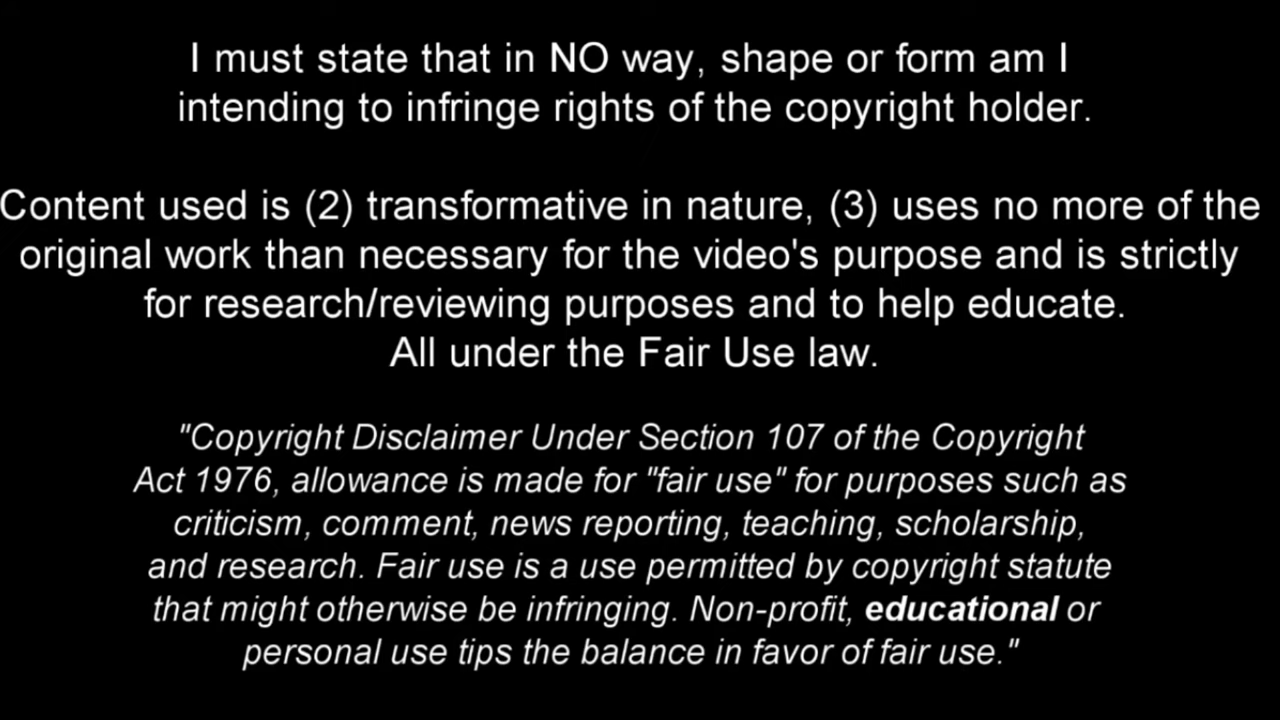 I must state that in NO way, shape or form am I
intending to infringe rights of the copyright holder.
Content used is (2) transformative in nature, (3) uses no more of the
original work than necessary for the video's purpose and is strictly
for research/reviewing purposes and to help educate.
All under the Fair Use law.
"Copyright Disclaimer Under Section 107 of the Copyright
Act 1976, allowance is made for "fair use" for purposes such as
criticism, comment, news reporting, teaching, scholarship,
and research. Fair use is a use permitted by copyright statute
that might otherwise be infringing. Non-profit, educational or
personal use tips the balance in favor of fair use."